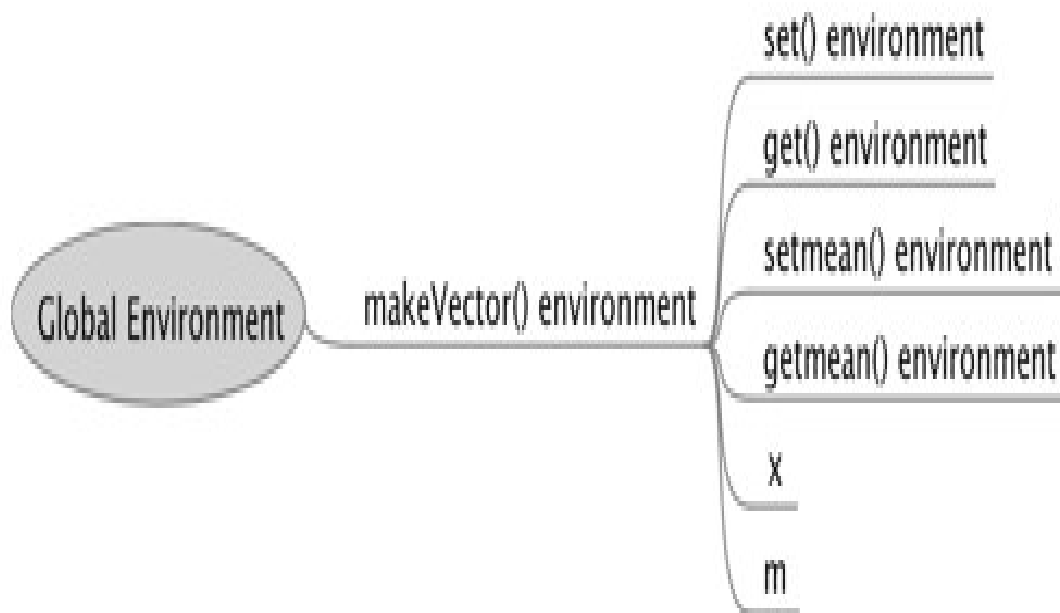 Global Environment
makeVector() environment
set() environment
get() environment
setmean() environment
getmean() environment
x
m